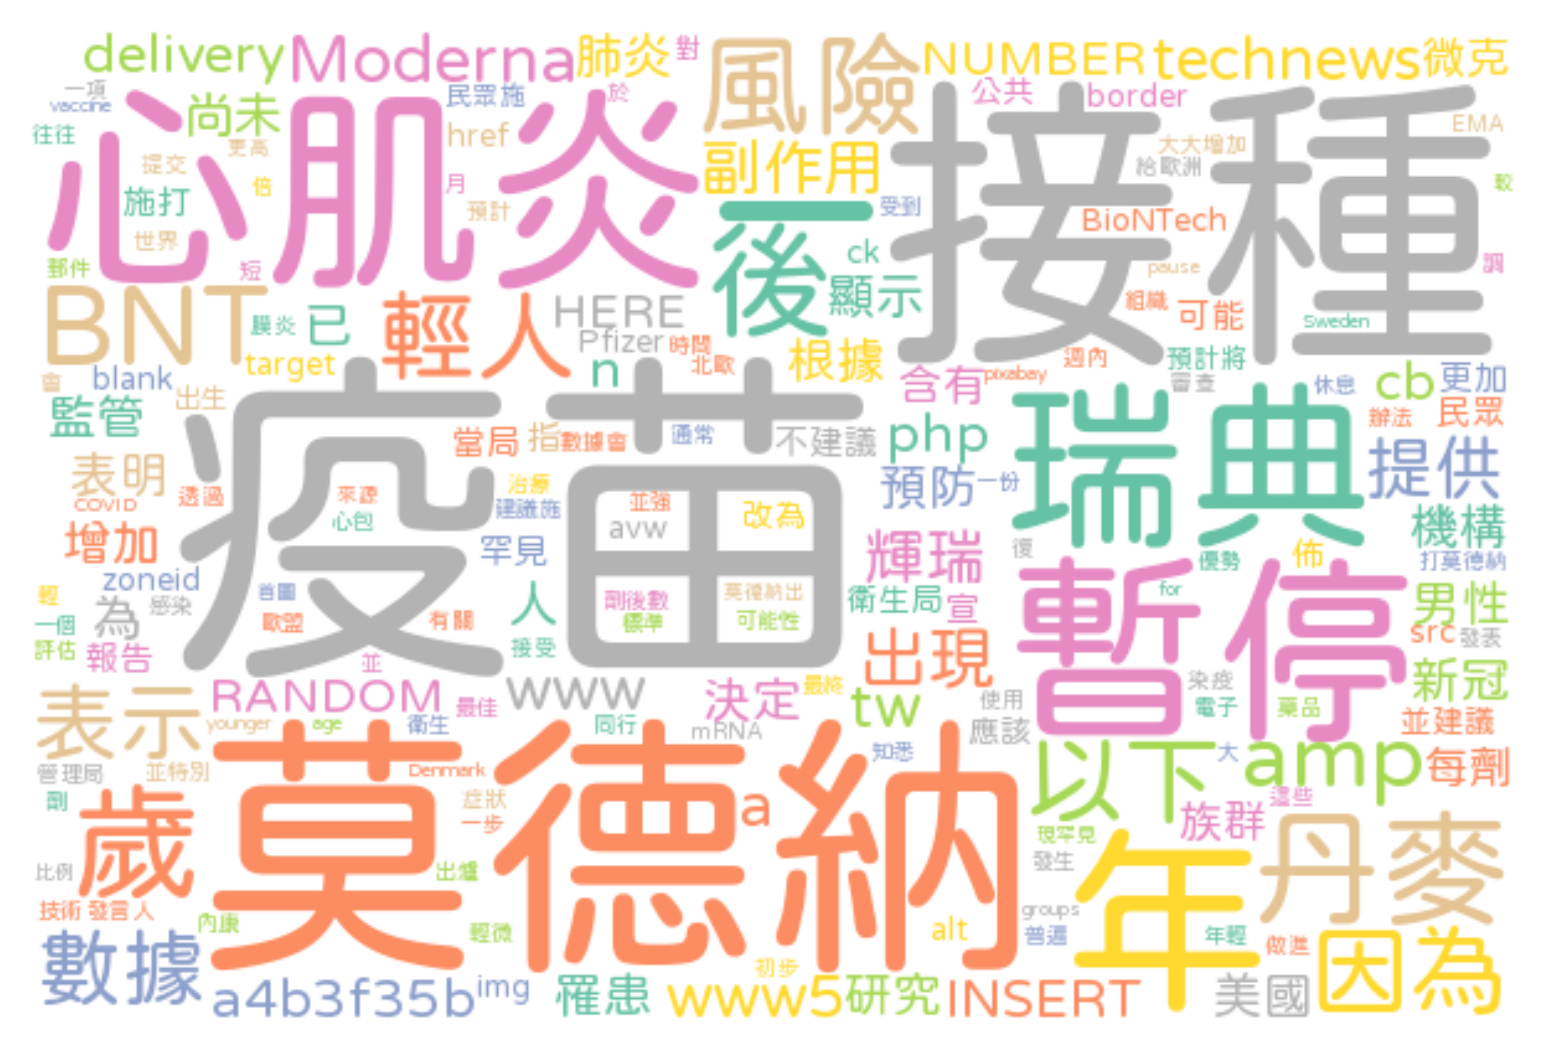 delivery Moderna 肺炎 對 風險 NUMBER technews 微克
一項 vaccine 民眾施 於 公共 border
心肌炎 接種
往往 尚未 href EMA
提交 更高 副作用 大大增加 給歐洲
施打 倍 月 一 受到 較
世界 預計 後 BioNTech
郵件 短 ck pause 調
BNT 膜炎 已 輕人 HERE 顯示 組織 可能 Sweden
target Pfizer 時間 北歐 根據 週內 預計將
會 blank n pixabay 審查 休息 cb 更加
出生 含有
監管 疫苗 瑞典 辦法 民眾
當局 指 數據會 通常 不建議 php
表明 提供
COVID 透過 來源 心包 治療 建議施 並強 avw 改為 預防 一份
增加 罕見 輝瑞 復 優勢 佈 機構 打莫德納
zoneid 首圖 人 劑後數 莫德納出 衛生局 宣 暫停 for 男性
輕 為 感染 歐盟 有關 標準 可能性
一個 評估 報告 並 接受 出現 src 發表
表示 RANDOM 最佳 www 決定 最終 tw 使用 染疫 電子 藥品 新冠
younger age 衛生 同行 mRNA 應該 並建議
管理局 並特別 Denmark 知悉 以下 大 amp 每劑
劑 歲 莫德納 症狀 一步 a 族群 這些
現罕見 發生 年 丹麥
比例 出爐
技術 發言人 內康 輕微 alt groups 普遍 年輕 做進
數據 a4b3f35b img 罹患 初步 www5 研究 INSERT 美國 因為